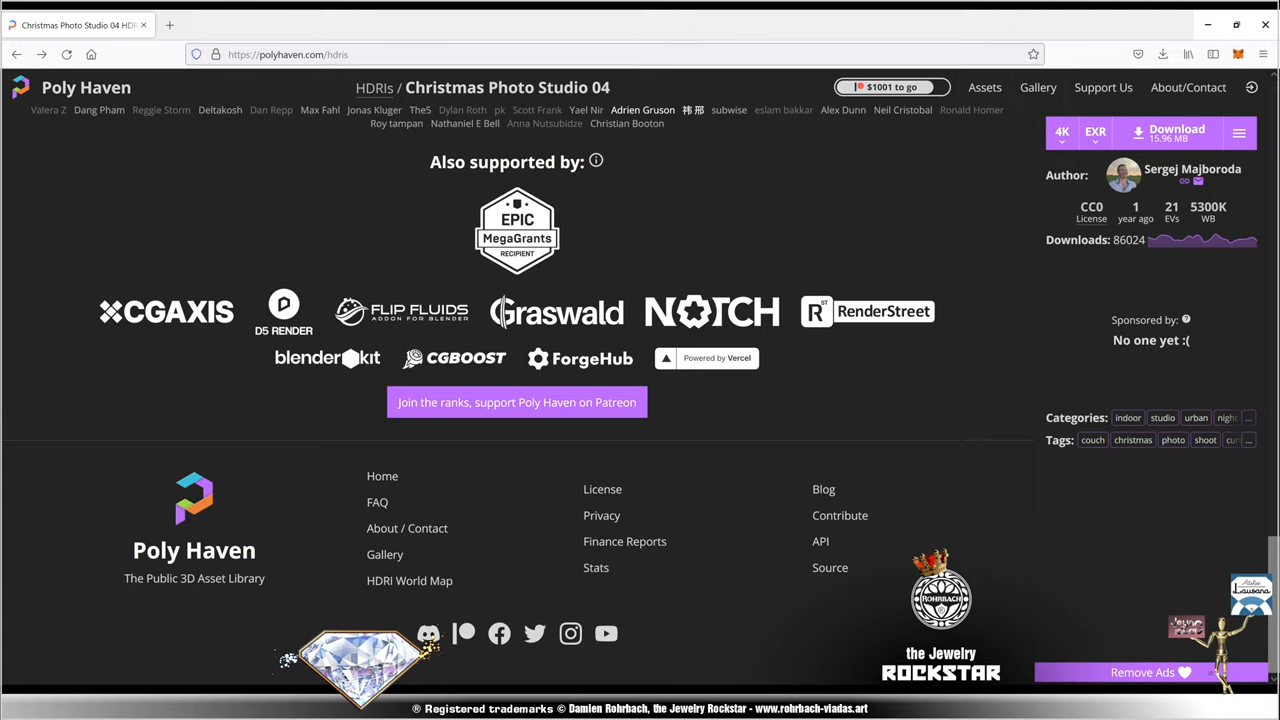 Christmas Photo Studio 04 HDR
https://polyhaven.com/hdris
Poly Haven
HDRIs / Christmas Photo Studio 04
$1001 to go
Assets
Gallery
Support Us
About/Contact
Valera Z Dang Pham Reggie Storm Deltakosh Dan Repp Max Fahl Jonas Kluger The5 Dylan Roth pk Scott Frank Yael Nir Adrien Gruson 祎 邢 subwise eslam bakkar Alex Dunn Neil Cristobal Ronald Homer
Roy tampan Nathaniel E Bell Anna Nutsubidze Christian Booton
Also supported by:
EPIC
MegaGrants
RECIPIENT
CGAXIS
D5 RENDER
FLIP FLUIDS
ADDON FOR BLENDER
Graswald
NOTCH
R ST
RenderStreet
blenderkit
CGBOOST
ForgeHub
Powered by Vercel
Join the ranks, support Poly Haven on Patreon
4K
EXR
Download
15.96 MB
Author:
Sergej Majboroda
CC0
License
1
year ago
21
EVs
5300K
WB
Downloads: 86024
Sponsored by:
No one yet :(
Categories: indoor studio urban night ...
Tags: couch christmas photo shoot cur ...
Poly Haven
The Public 3D Asset Library
Home
FAQ
About / Contact
Gallery
HDRI World Map
License
Privacy
Finance Reports
Stats
Blog
Contribute
API
Source
ROHRBACH
the Jewelry
ROCKSTAR
Atelier
Lausana
Remove Ads
® Registered trademarks © Damien Rohrbach, the Jewelry Rockstar - www.rohrbach-viadas.art